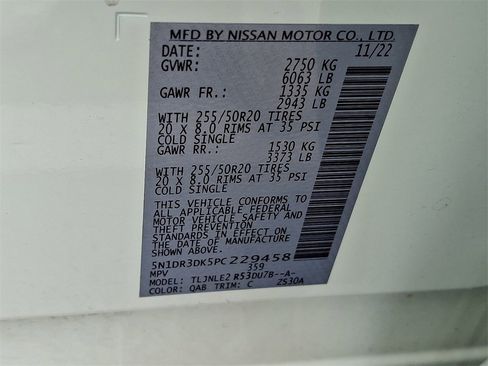 MFD BY NISSAN MOTOR CO., LTD.
DATE: 11/22
GVWR: 2750 KG
6063 LB
GAWR FR.: 1335 KG
2943 LB
WITH 255/50R20 TIRES
20 X 8.0 RIMS AT 35 PSI
COLD SINGLE
GAWR RR.: 1530 KG
3373 LB
WITH 255/50R20 TIRES
20 X 8.0 RIMS AT 35 PSI
COLD SINGLE
THIS VEHICLE CONFORMS TO
ALL APPLICABLE FEDERAL
MOTOR VEHICLE SAFETY AND
THEFT PREVENTION
STANDARDS IN EFFECT ON
THE DATE OF MANUFACTURE
SHOWN ABOVE.
5N1DR3DK5PC229458
MPV 359
MODEL: TLJNLE2 R53DU7B--A-
COLOR: QAB TRIM: C 2S30A